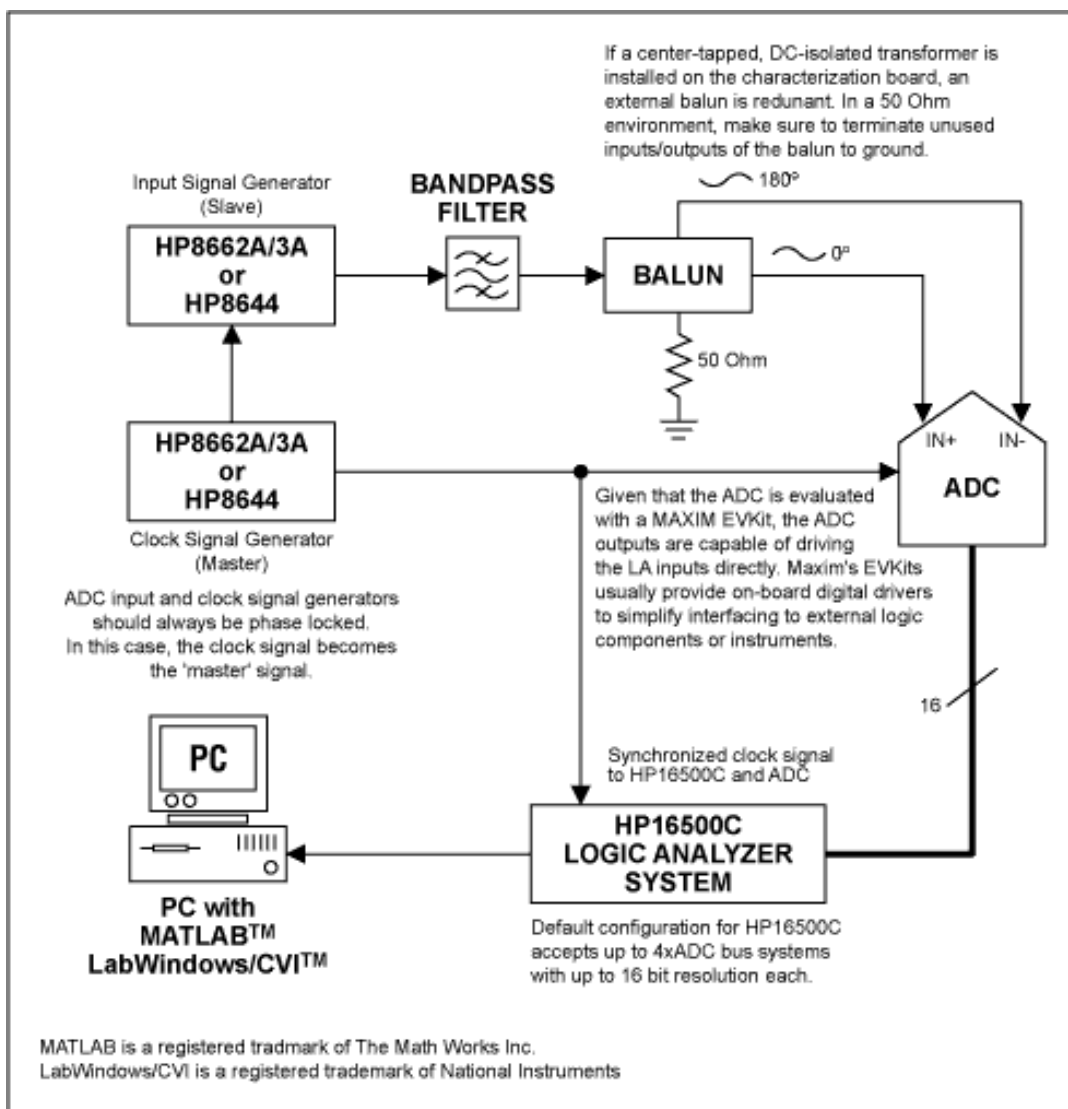 If a center-tapped, DC-isolated transformer is
installed on the characterization board, an
external balun is redunant. In a 50 Ohm
environment, make sure to terminate unused
inputs/outputs of the balun to ground.
180º
Input Signal Generator
(Slave)
HP8662A/3A
or
HP8644
BANDPASS
FILTER
BALUN
0º
50 Ohm
HP8662A/3A
or
HP8644
Clock Signal Generator
(Master)
ADC input and clock signal generators
should always be phase locked.
In this case, the clock signal becomes
the 'master' signal.
IN+ IN-
ADC
Given that the ADC is evaluated
with a MAXIM EVKit, the ADC
outputs are capable of driving
the LA inputs directly. Maxim's EVKits
usually provide on-board digital drivers
to simplify interfacing to external logic
components or instruments.
16
Synchronized clock signal
to HP16500C and ADC
PC
HP16500C
LOGIC ANALYZER
SYSTEM
PC with
MATLAB™
LabWindows/CVI™
Default configuration for HP16500C
accepts up to 4xADC bus systems
with up to 16 bit resolution each.
MATLAB is a registered tradmark of The Math Works Inc.
LabWindows/CVI is a registered trademark of National Instruments